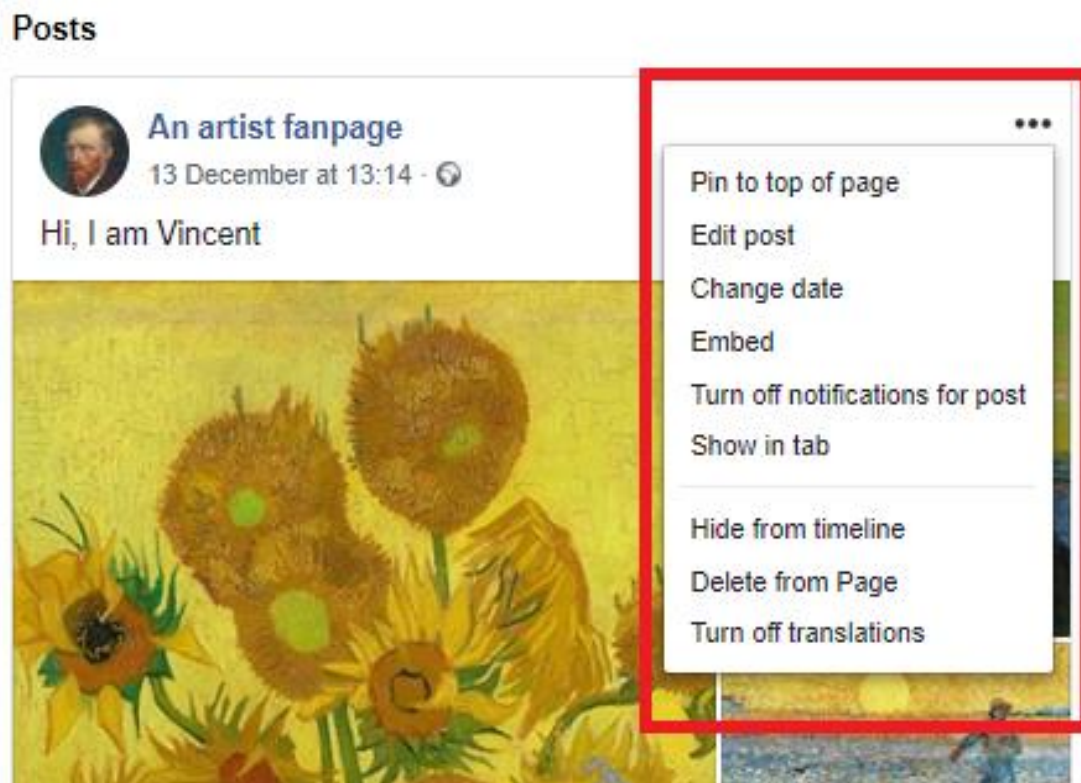 Posts
An artist fanpage
13 December at 13:14 ·
Hi, I am Vincent
•••
Pin to top of page
Edit post
Change date
Embed
Turn off notifications for post
Show in tab
Hide from timeline
Delete from Page
Turn off translations